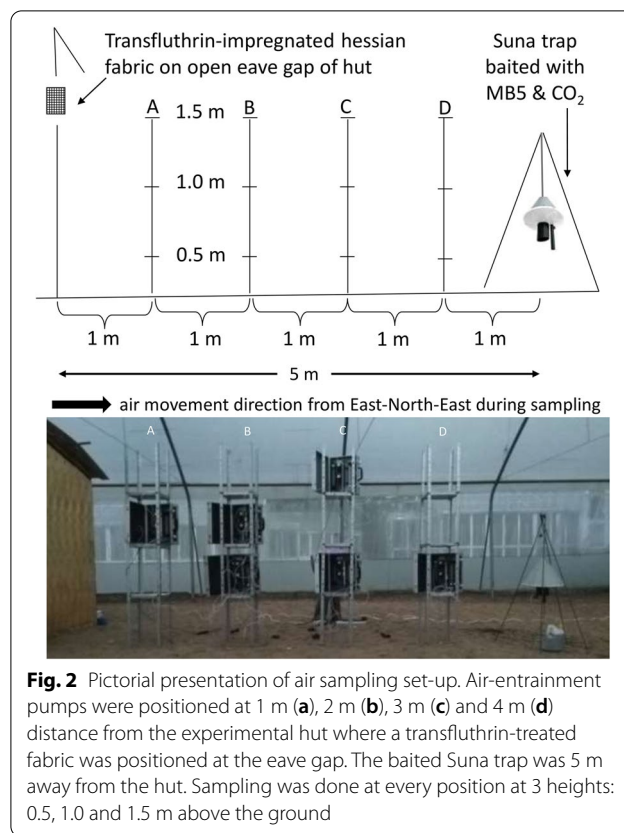 Transfluthrin-impregnated hessian
fabric on open eave gap of hut
Suna trap
baited with
MB5 & CO₂
A 1.5 m B C D
1.0 m
0.5 m
1 m 1 m 1 m 1 m 1 m
5 m
air movement direction from East-North-East during sampling
A B C D
Fig. 2 Pictorial presentation of air sampling set-up. Air-entrainment
pumps were positioned at 1 m (a), 2 m (b), 3 m (c) and 4 m (d)
distance from the experimental hut where a transfluthrin-treated
fabric was positioned at the eave gap. The baited Suna trap was 5 m
away from the hut. Sampling was done at every position at 3 heights:
0.5, 1.0 and 1.5 m above the ground